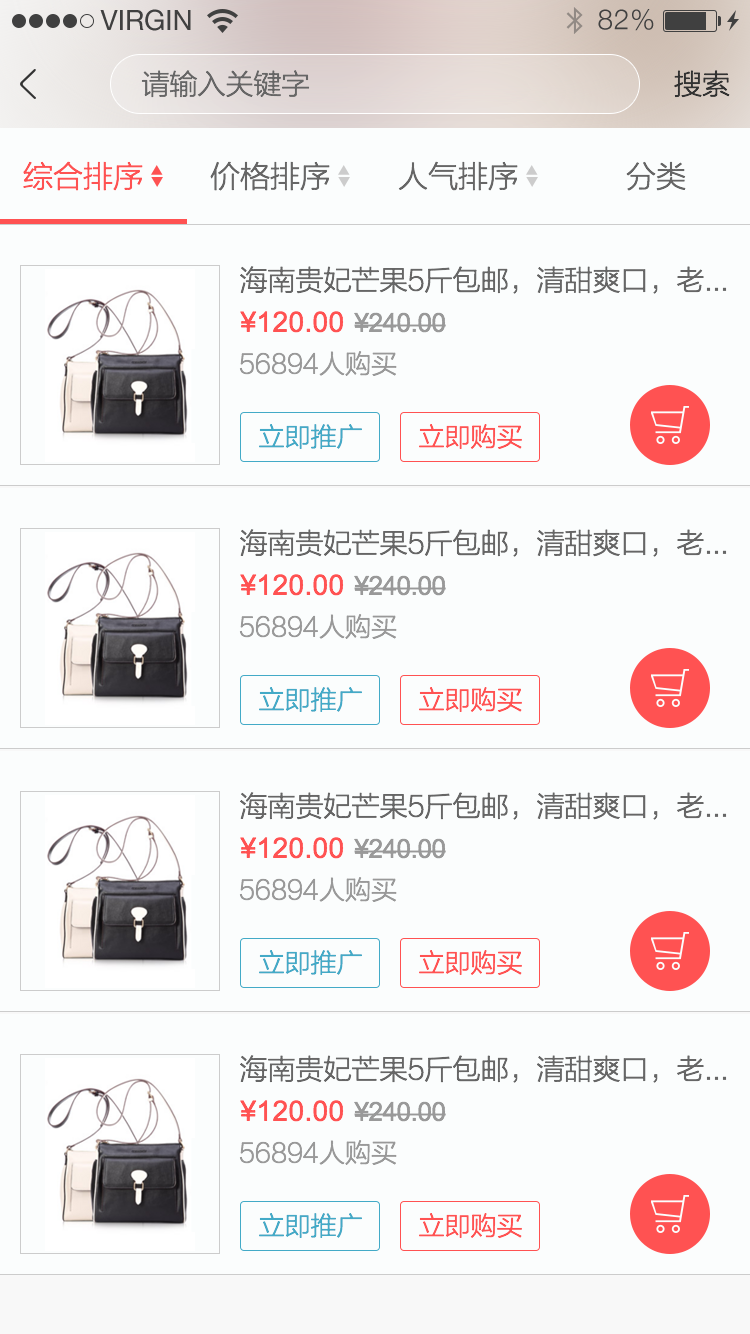 VIRGIN 82%
请输入关键字 搜索
综合排序 价格排序 人气排序 分类
海南贵妃芒果5斤包邮，清甜爽口，老...
¥120.00 ¥240.00
56894人购买
立即推广 立即购买
海南贵妃芒果5斤包邮，清甜爽口，老...
¥120.00 ¥240.00
56894人购买
立即推广 立即购买
海南贵妃芒果5斤包邮，清甜爽口，老...
¥120.00 ¥240.00
56894人购买
立即推广 立即购买
海南贵妃芒果5斤包邮，清甜爽口，老...
¥120.00 ¥240.00
56894人购买
立即推广 立即购买